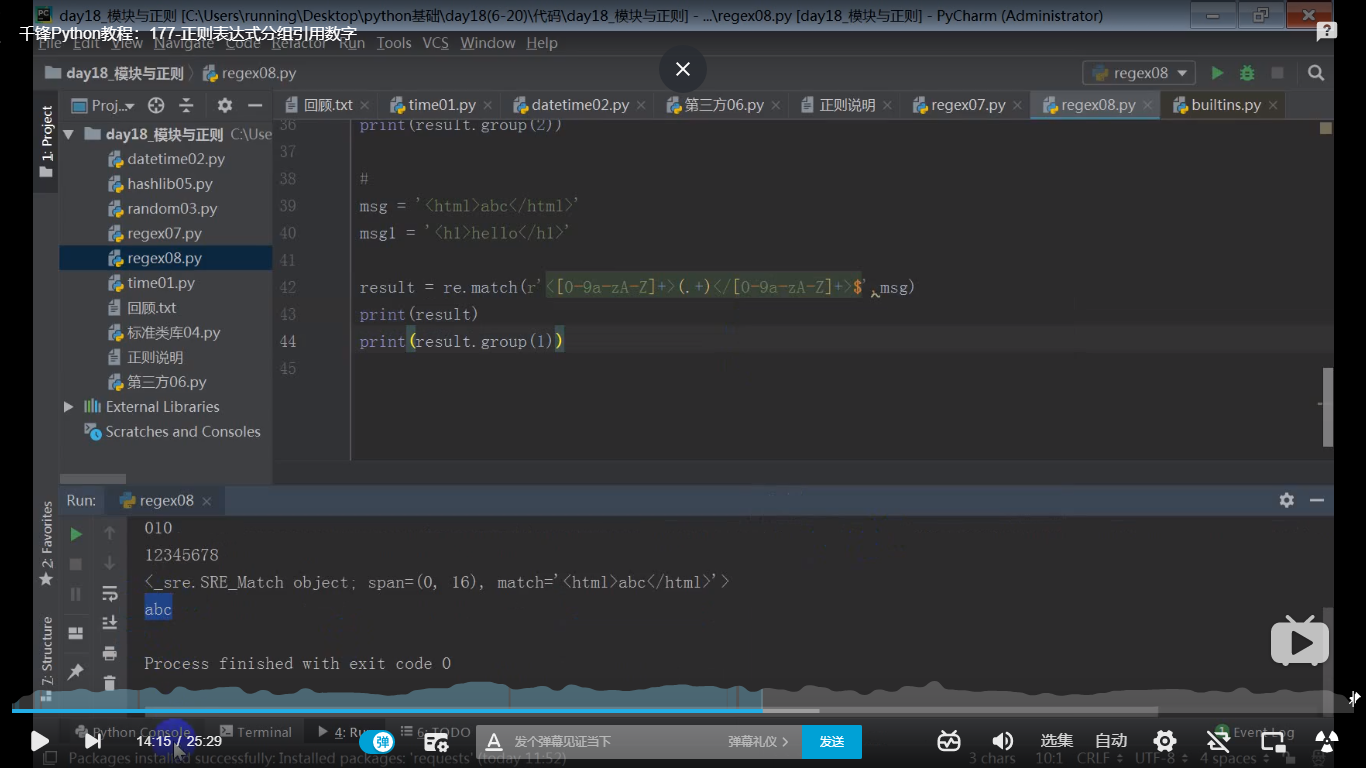 day18_模块与正则 [C:\Users\running\Desktop\python基础\day18(6-20)\代码\day18_模块与正则] - ...\regex08.py [day18_模块与正则] - PyCharm (Administrator)
千锋Python教程：177-正则表达式分组引用数字
File Edit View Navigate Code Refactor Run Tools VCS Window Help
day18_模块与正则 regex08.py
regex08
Proj...
回顾.txt time01.py datetime02.py 第三方06.py 正则说明 regex07.py regex08.py builtins.py
1: Project
day18_模块与正则 C:\Use
datetime02.py
hashlib05.py
random03.py
regex07.py
regex08.py
time01.py
回顾.txt
标准类库04.py
正则说明
第三方06.py
External Libraries
Scratches and Consoles
36 print(result.group(2))
37
38 #
39 msg = '<html>abc</html>'
40 msg1 = '<h1>hello</h1>'
41
42 result = re.match(r'<[0-9a-zA-Z]+>(.+)</[0-9a-zA-Z]+>$',msg)
43 print(result)
44 print(result.group(1))
45
Run: regex08
2: Favorites
7: Structure
010
12345678
<_sre.SRE_Match object; span=(0, 16), match='<html>abc</html>'>
abc
Process finished with exit code 0
Python Console Terminal 4: Ru 6: TODO Event Log
14:15 / 25:29 弹 发个弹幕见证当下 弹幕礼仪 > 发送 选集 自动
Packages installed successfully: Installed packages: 'requests' (today 11:52) 3 chars 10:1 CRLF UTF-8 4 spaces